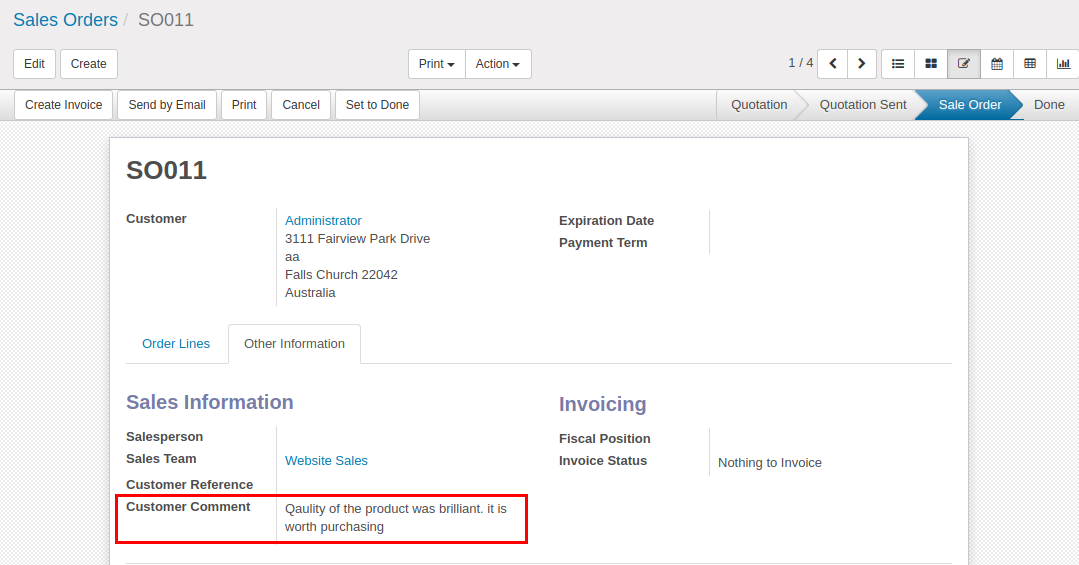 Sales Orders / SO011
Edit Create Print Action 1 / 4
Create Invoice Send by Email Print Cancel Set to Done Quotation Quotation Sent Sale Order Done
SO011
Customer
Administrator
3111 Fairview Park Drive
aa
Falls Church 22042
Australia
Expiration Date
Payment Term
Order Lines Other Information
Sales Information
Salesperson
Sales Team Website Sales
Customer Reference
Customer Comment Qaulity of the product was brilliant. it is
worth purchasing
Invoicing
Fiscal Position
Invoice Status Nothing to Invoice